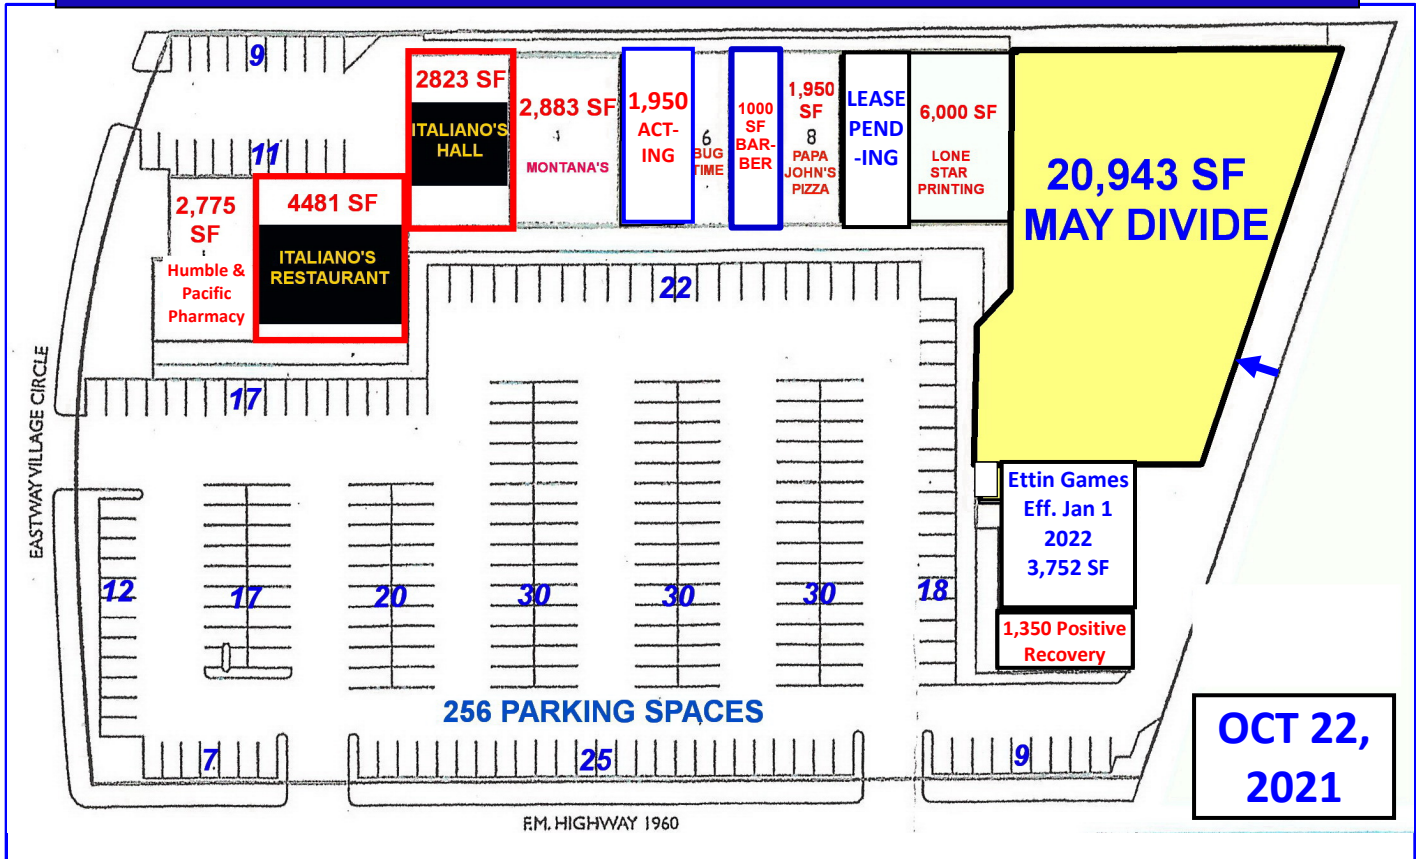 9
2823 SF
ITALIANO'S
HALL
2,883 SF
MONTANA'S
1,950
ACT-
ING
6
BUG
TIME
1000
SF
BAR-
BER
1,950
SF
8
PAPA
JOHN'S
PIZZA
LEASE
PEND
-ING
6,000 SF
LONE
STAR
PRINTING
20,943 SF
MAY DIVIDE
11
2,775
SF
Humble &
Pacific
Pharmacy
4481 SF
ITALIANO'S
RESTAURANT
22
17
EASTWAY VILLAGE CIRCLE
Ettin Games
Eff. Jan 1
2022
3,752 SF
12
17
20
30
30
30
18
1,350 Positive
Recovery
256 PARKING SPACES
7
25
9
OCT 22,
2021
F.M. HIGHWAY 1960